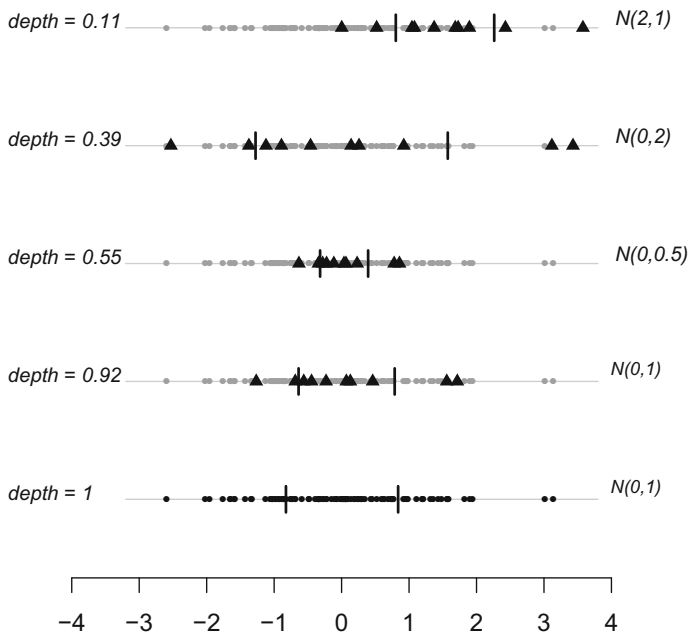 depth = 0.11 N(2,1)
depth = 0.39 N(0,2)
depth = 0.55 N(0,0.5)
depth = 0.92 N(0,1)
depth = 1 N(0,1)
−4 −3 −2 −1 0 1 2 3 4